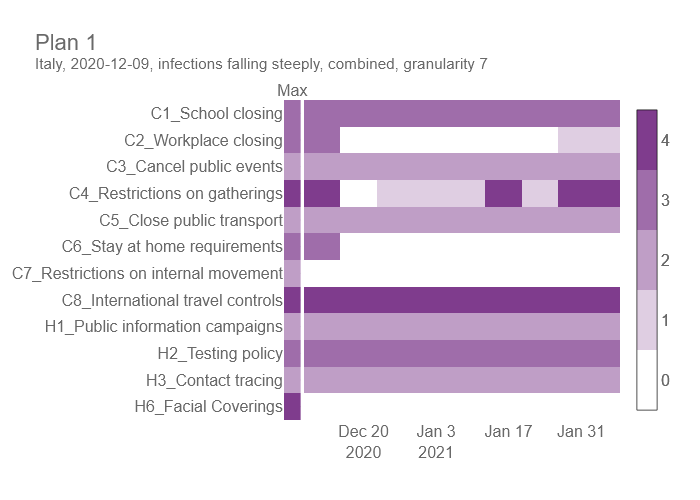 Plan 1
Italy, 2020-12-09, infections falling steeply, combined, granularity 7
Max
C1_School closing
C2_Workplace closing
C3_Cancel public events
C4_Restrictions on gatherings
C5_Close public transport
C6_Stay at home requirements
C7_Restrictions on internal movement
C8_International travel controls
H1_Public information campaigns
H2_Testing policy
H3_Contact tracing
H6_Facial Coverings
Dec 20 Jan 3 Jan 17 Jan 31
2020 2021
4
3
2
1
0